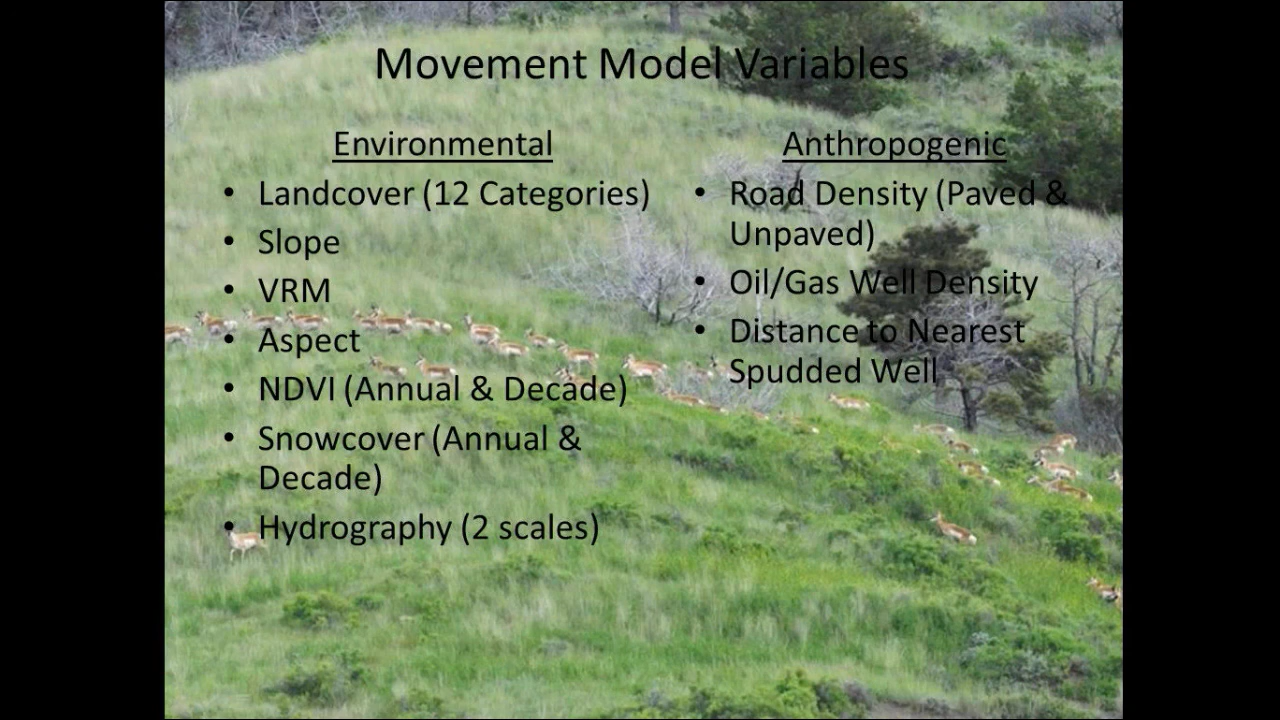 Movement Model Variables
Environmental
• Landcover (12 Categories)
• Slope
• VRM
• Aspect
• NDVI (Annual & Decade)
• Snowcover (Annual &
Decade)
• Hydrography (2 scales)
Anthropogenic
• Road Density (Paved &
Unpaved)
• Oil/Gas Well Density
• Distance to Nearest
Spudded Well